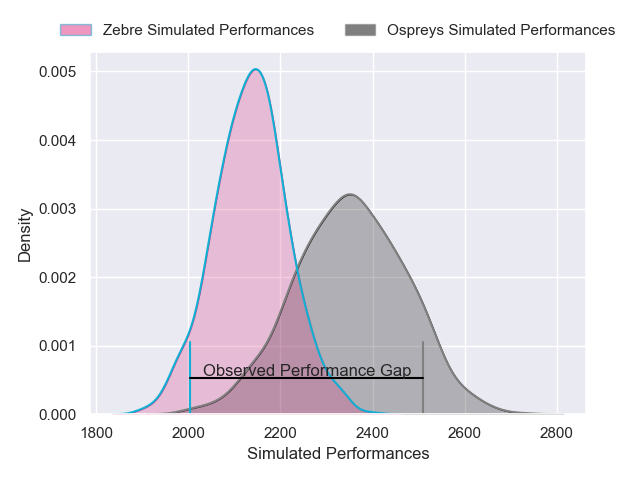 Zebre Simulated Performances Ospreys Simulated Performances
0.005
0.004
0.003
0.002
0.001
0.000
Density
Observed Performance Gap
1800 2000 2200 2400 2600 2800
Simulated Performances